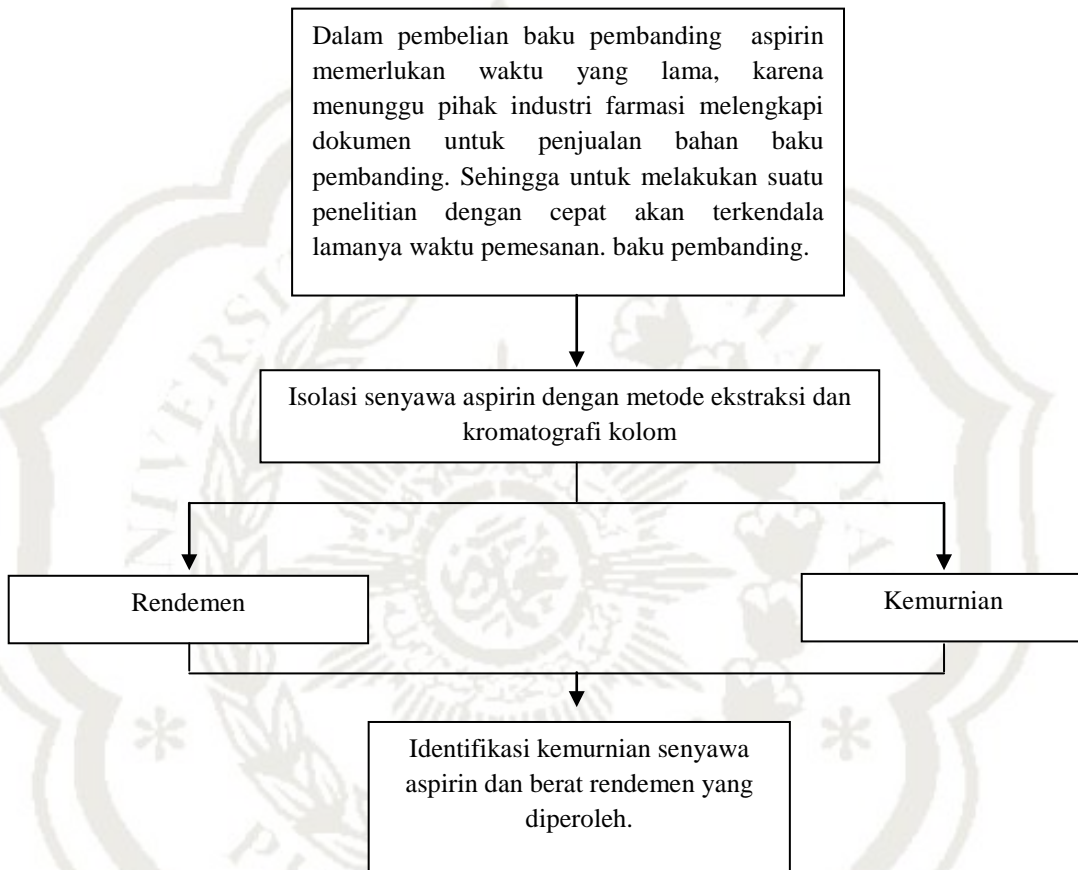 Dalam pembelian baku pembanding aspirin
memerlukan waktu yang lama, karena
menunggu pihak industri farmasi melengkapi
dokumen untuk penjualan bahan baku
pembanding. Sehingga untuk melakukan suatu
penelitian dengan cepat akan terkendala
lamanya waktu pemesanan. baku pembanding.
Isolasi senyawa aspirin dengan metode ekstraksi dan
kromatografi kolom
Rendemen
Kemurnian
Identifikasi kemurnian senyawa
aspirin dan berat rendemen yang
diperoleh.